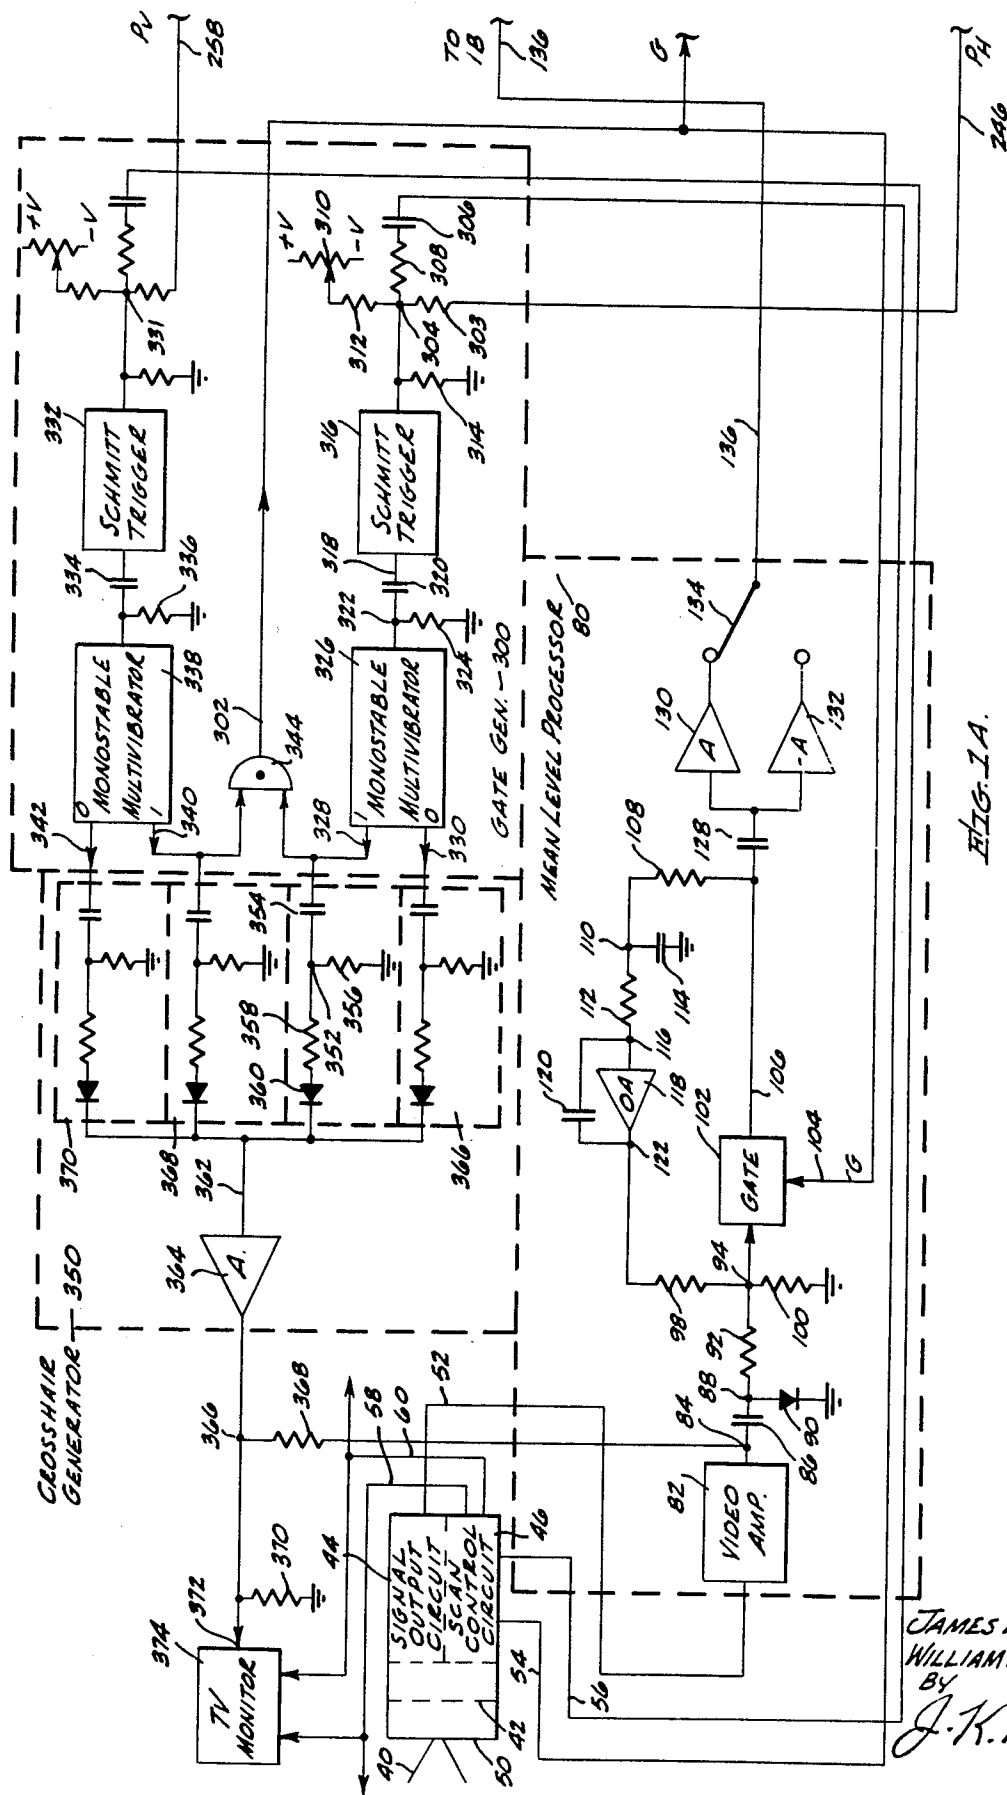 CROSSHAIR
GENERATOR — 350
374
TV
MONITOR
372
370
366
368
364
A.
362
370
368
366
360
358
352
356
354
342
340
328
330
0
MONOSTABLE
MULTIVIBRATOR
1
338
334
336
332
SCHMITT
TRIGGER
331
+V
-V
PV
258
302
344
1
MONOSTABLE
MULTIVIBRATOR
0
326
322
324
318
320
316
SCHMITT
TRIGGER
314
312
304
303
+V
310
-V
308
306
GATE GEN. — 300
TO
1B
136
G
PH
246
40
50
42
44
SIGNAL
OUTPUT
CIRCUIT
SCAN
CONTROL
CIRCUIT
46
58
60
52
54
56
MEAN LEVEL PROCESSOR
80
82
VIDEO
AMP.
84
86
88
90
92
94
98
100
102
GATE
104
G
106
108
110
112
114
116
118
OA
120
122
128
130
A
-A
132
134
136
FIG. 1A.
JAMES
WILLIAM
BY
J.K.